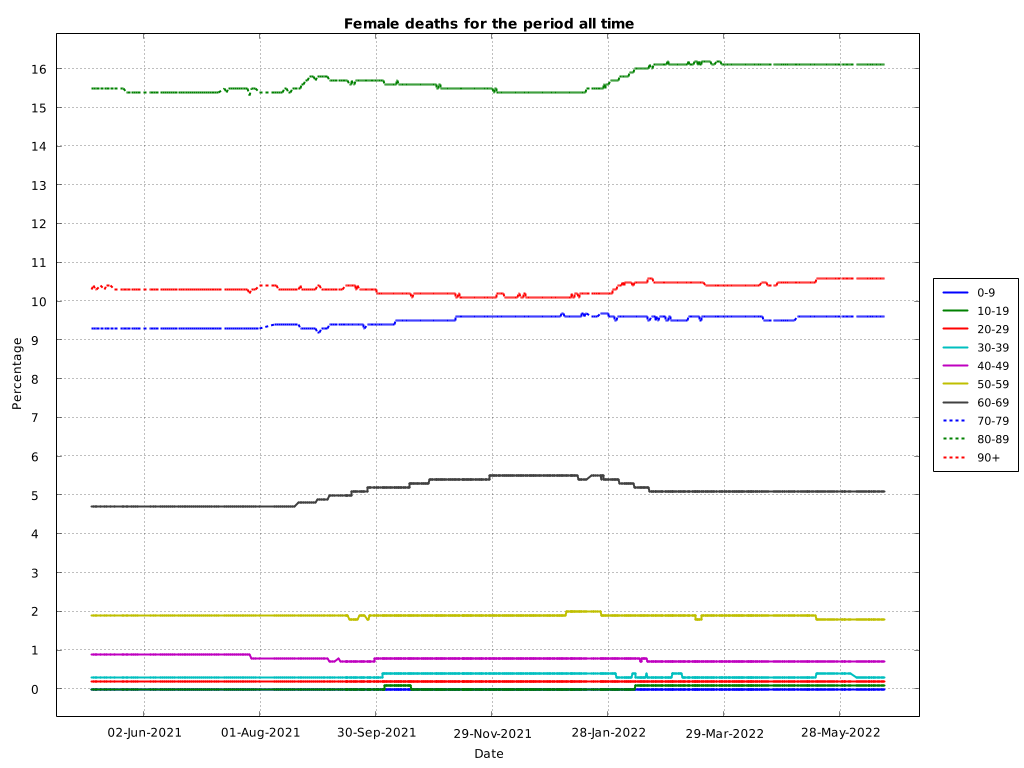 Female deaths for the period all time
16
15
14
13
12
11
10
9
8
7
6
5
4
3
2
1
0
Percentage
02-Jun-2021
01-Aug-2021
30-Sep-2021
29-Nov-2021
28-Jan-2022
29-Mar-2022
28-May-2022
Date
0-9
10-19
20-29
30-39
40-49
50-59
60-69
70-79
80-89
90+